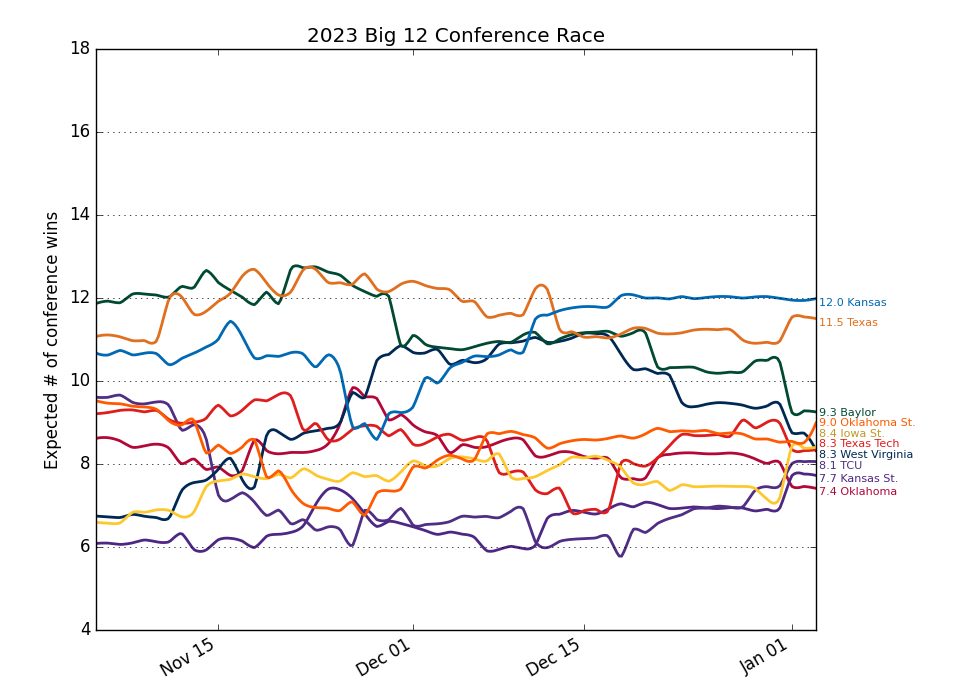 2023 Big 12 Conference Race
Expected # of conference wins
18
16
14
12
10
8
6
4
Nov 15
Dec 01
Dec 15
Jan 01
12.0 Kansas
11.5 Texas
9.3 Baylor
9.0 Oklahoma St.
8.4 Iowa St.
8.3 Texas Tech
8.3 West Virginia
8.1 TCU
7.7 Kansas St.
7.4 Oklahoma